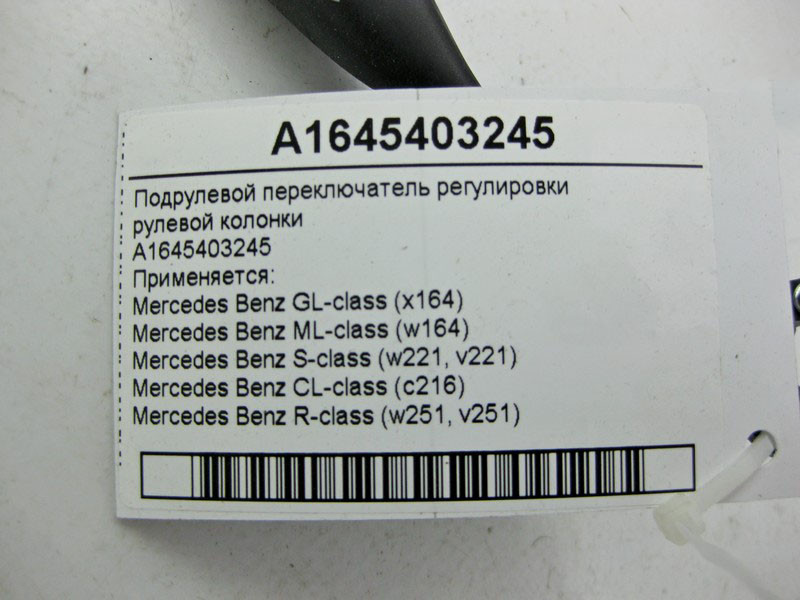 A1645403245
Подрулевой переключатель регулировки
рулевой колонки
A1645403245
Применяется:
Mercedes Benz GL-class (x164)
Mercedes Benz ML-class (w164)
Mercedes Benz S-class (w221, v221)
Mercedes Benz CL-class (c216)
Mercedes Benz R-class (w251, v251)